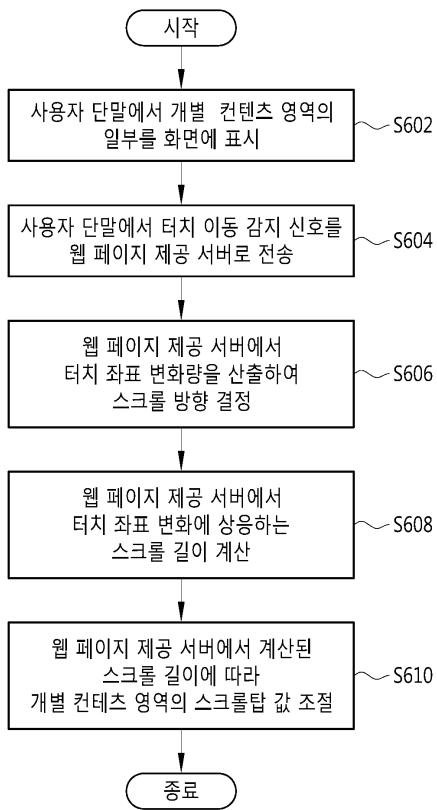 시작
사용자 단말에서 개별 컨텐츠 영역의
일부를 화면에 표시
S602
사용자 단말에서 터치 이동 감지 신호를
웹 페이지 제공 서버로 전송
S604
웹 페이지 제공 서버에서
터치 좌표 변화량을 산출하여
스크롤 방향 결정
S606
웹 페이지 제공 서버에서
터치 좌표 변화에 상응하는
스크롤 길이 계산
S608
웹 페이지 제공 서버에서 계산된
스크롤 길이에 따라
개별 컨테츠 영역의 스크롤탑 값 조절
S610
종료